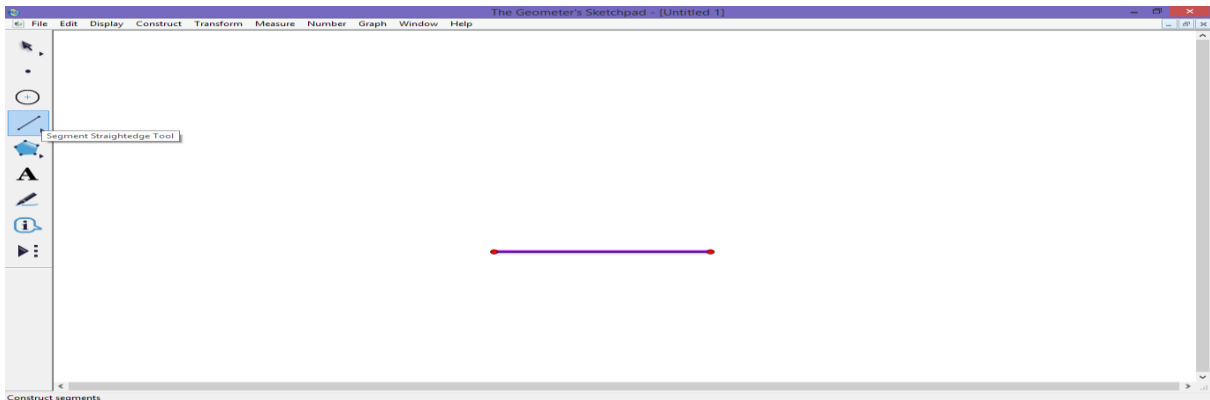 The Geometer's Sketchpad - [Untitled 1]
File Edit Display Construct Transform Measure Number Graph Window Help
Segment Straightedge Tool
A
i
Construct segments